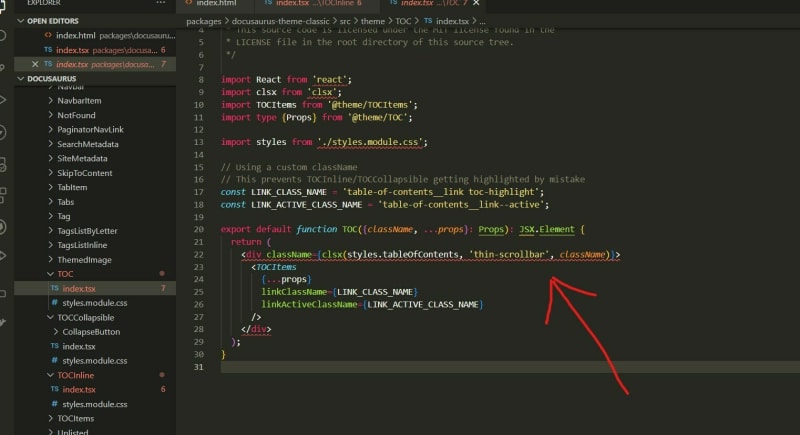 EXPLORER
OPEN EDITORS
index.html packages\docusauru...
TS index.tsx packages\docusa... 6
× TS index.tsx packages\docusa... 7
DOCUSAURUS
Navbar
NavbarItem
NotFound
PaginatorNavLink
SearchMetadata
SiteMetadata
SkipToContent
TabItem
Tabs
Tag
TagsListByLetter
TagsListInline
ThemedImage
TOC
TS index.tsx 7
# styles.module.css
TOCCollapsible
CollapseButton
TS index.tsx
# styles.module.css
TOCInline
TS index.tsx 6
# styles.module.css
TOCItems
Unlisted
index.html
TS index.tsx ...\TOCInline 6
TS index.tsx ...\TOC 7 ×
packages > docusaurus-theme-classic > src > theme > TOC > TS index.tsx > ...
4 * This source code is licensed under the MIT license found in the
5 * LICENSE file in the root directory of this source tree.
6 */
7
8 import React from 'react';
9 import clsx from 'clsx';
10 import TOCItems from '@theme/TOCItems';
11 import type {Props} from '@theme/TOC';
12
13 import styles from './styles.module.css';
14
15 // Using a custom className
16 // This prevents TOCInline/TOCCollapsible getting highlighted by mistake
17 const LINK_CLASS_NAME = 'table-of-contents__link toc-highlight';
18 const LINK_ACTIVE_CLASS_NAME = 'table-of-contents__link--active';
19
20 export default function TOC({className, ...props}: Props): JSX.Element {
21 return (
22 <div className={clsx(styles.tableOfContents, 'thin-scrollbar', className)}>
23 <TOCItems
24 {...props}
25 linkClassName={LINK_CLASS_NAME}
26 linkActiveClassName={LINK_ACTIVE_CLASS_NAME}
27 />
28 </div>
29 );
30 }
31